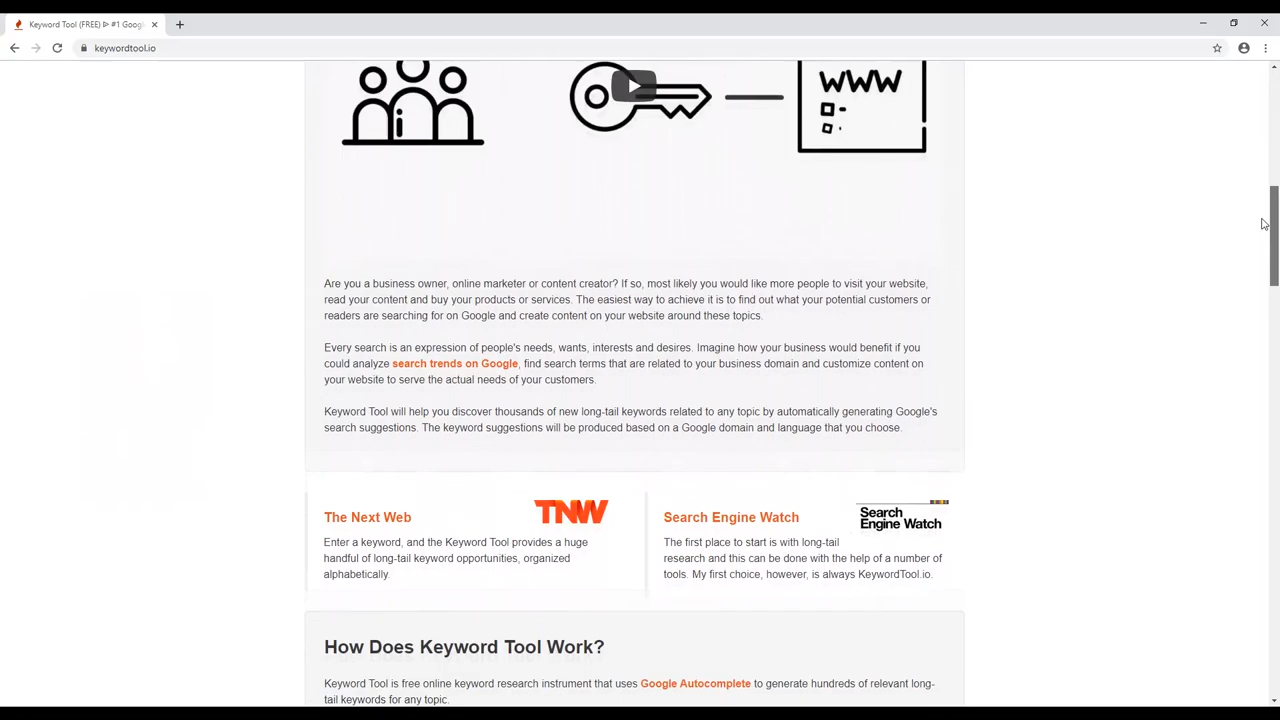 Keyword Tool (FREE) ᐅ #1 Goog
keywordtool.io
WWW
Are you a business owner, online marketer or content creator? If so, most likely you would like more people to visit your website,
read your content and buy your products or services. The easiest way to achieve it is to find out what your potential customers or
readers are searching for on Google and create content on your website around these topics.
Every search is an expression of people's needs, wants, interests and desires. Imagine how your business would benefit if you
could analyze search trends on Google, find search terms that are related to your business domain and customize content on
your website to serve the actual needs of your customers.
Keyword Tool will help you discover thousands of new long-tail keywords related to any topic by automatically generating Google's
search suggestions. The keyword suggestions will be produced based on a Google domain and language that you choose.
The Next Web
TNW
Enter a keyword, and the Keyword Tool provides a huge
handful of long-tail keyword opportunities, organized
alphabetically.
Search Engine Watch
Search
Engine Watch
The first place to start is with long-tail
research and this can be done with the help of a number of
tools. My first choice, however, is always KeywordTool.io.
How Does Keyword Tool Work?
Keyword Tool is free online keyword research instrument that uses Google Autocomplete to generate hundreds of relevant long-
tail keywords for any topic.